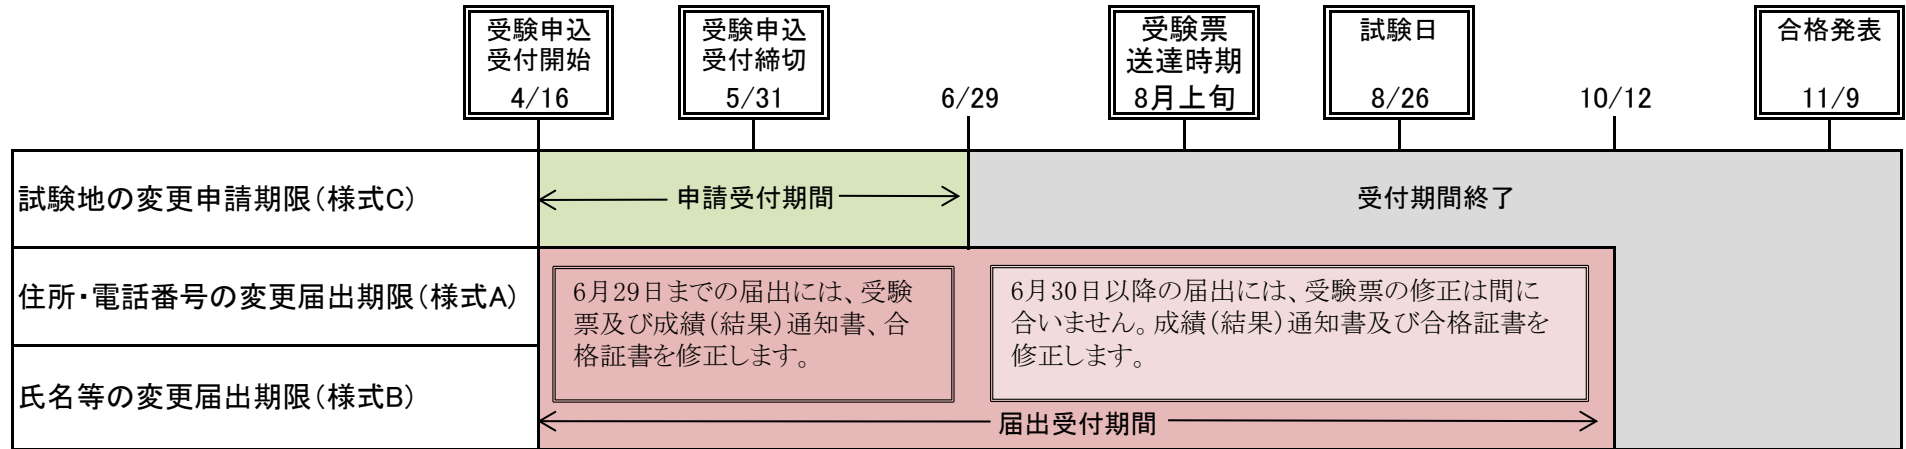 受験申込
受付開始
4/16
受験申込
受付締切
5/31
6/29
受験票
送達時期
8月上旬
試験日
8/26
10/12
合格発表
11/9
試験地の変更申請期限(様式C)
申請受付期間
受付期間終了
住所・電話番号の変更届出期限(様式A)
6月29日までの届出には、受験
票及び成績(結果)通知書、合
格証書を修正します。
6月30日以降の届出には、受験票の修正は間に
合いません。成績(結果)通知書及び合格証書を
修正します。
氏名等の変更届出期限(様式B)
届出受付期間